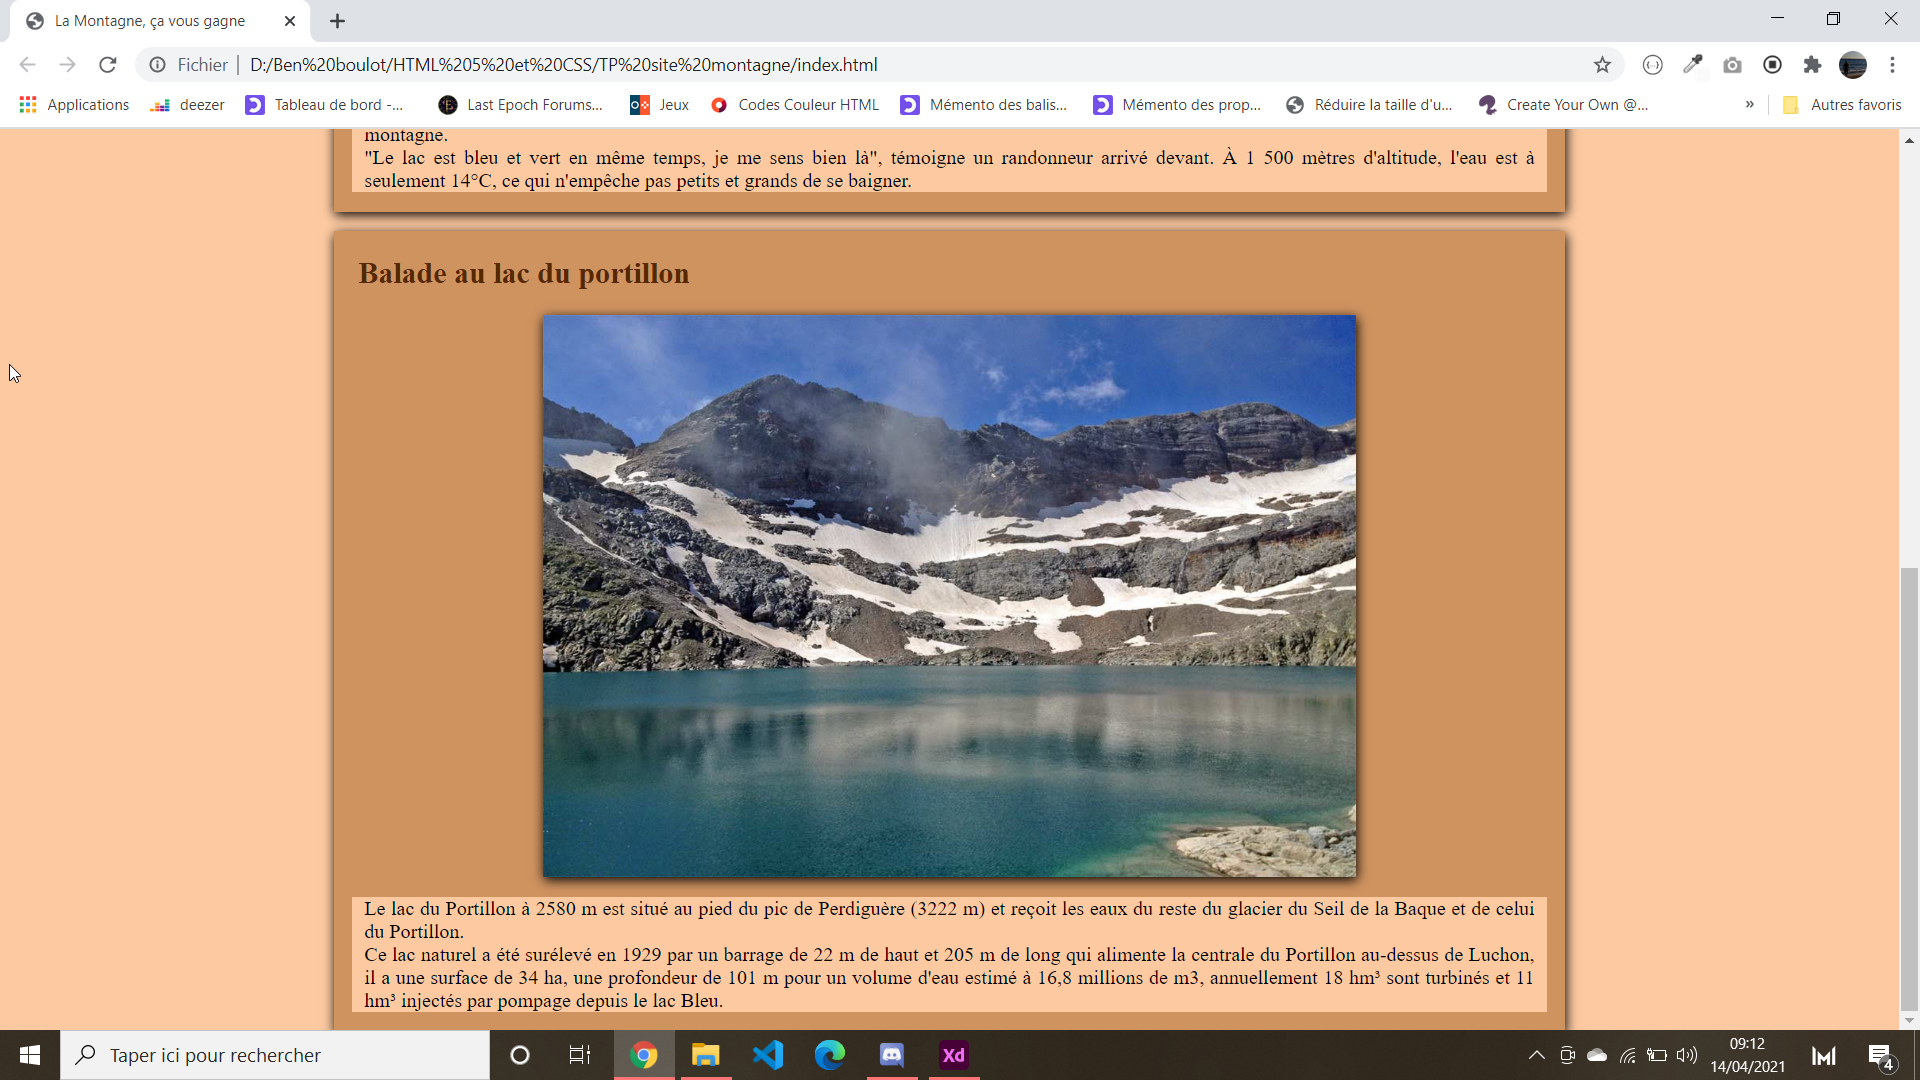 La Montagne, ça vous gagne
Fichier | D:/Ben%20boulot/HTML%205%20et%20CSS/TP%20site%20montagne/index.html
Applications deezer Tableau de bord -... Last Epoch Forums... Jeux Codes Couleur HTML Mémento des balis... Mémento des prop... Réduire la taille d'u... Create Your Own @... » Autres favoris
montagne.
"Le lac est bleu et vert en même temps, je me sens bien là", témoigne un randonneur arrivé devant. À 1 500 mètres d'altitude, l'eau est à
seulement 14°C, ce qui n'empêche pas petits et grands de se baigner.
Balade au lac du portillon
Le lac du Portillon à 2580 m est situé au pied du pic de Perdiguère (3222 m) et reçoit les eaux du reste du glacier du Seil de la Baque et de celui
du Portillon.
Ce lac naturel a été surélevé en 1929 par un barrage de 22 m de haut et 205 m de long qui alimente la centrale du Portillon au-dessus de Luchon,
il a une surface de 34 ha, une profondeur de 101 m pour un volume d'eau estimé à 16,8 millions de m3, annuellement 18 hm³ sont turbinés et 11
hm³ injectés par pompage depuis le lac Bleu.
Taper ici pour rechercher
Xd
09:12
14/04/2021
4